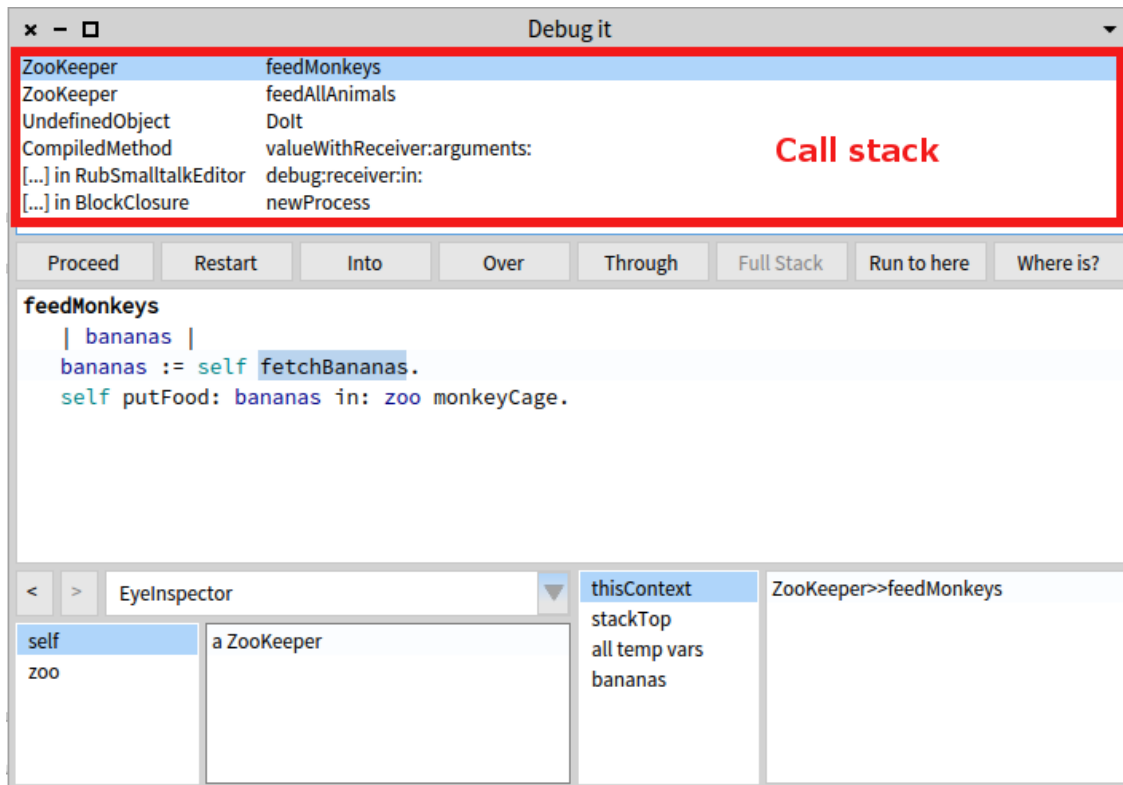 Debug it
ZooKeeper feedMonkeys
ZooKeeper feedAllAnimals
UndefinedObject DoIt
CompiledMethod valueWithReceiver:arguments:
[...] in RubSmalltalkEditor debug:receiver:in:
[...] in BlockClosure newProcess
Call stack
Proceed Restart Into Over Through Full Stack Run to here Where is?
feedMonkeys
| bananas |
bananas := self fetchBananas.
self putFood: bananas in: zoo monkeyCage.
< > EyeInspector
self
zoo
a ZooKeeper
thisContext
stackTop
all temp vars
bananas
ZooKeeper>>feedMonkeys